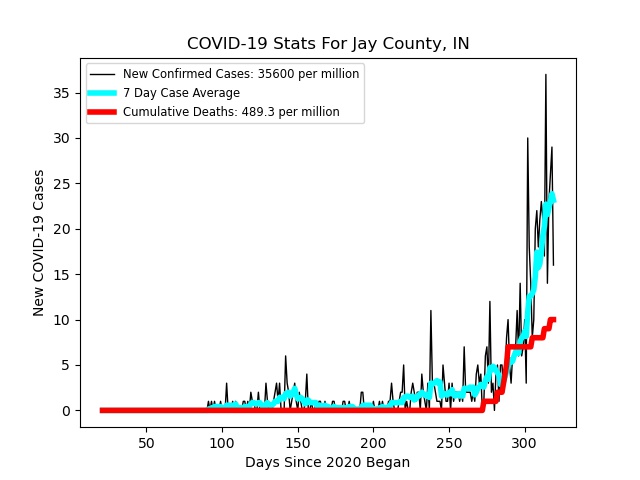 COVID-19 Stats For Jay County, IN
New Confirmed Cases: 35600 per million
7 Day Case Average
Cumulative Deaths: 489.3 per million
New COVID-19 Cases
35
30
25
20
15
10
5
0
50 100 150 200 250 300
Days Since 2020 Began